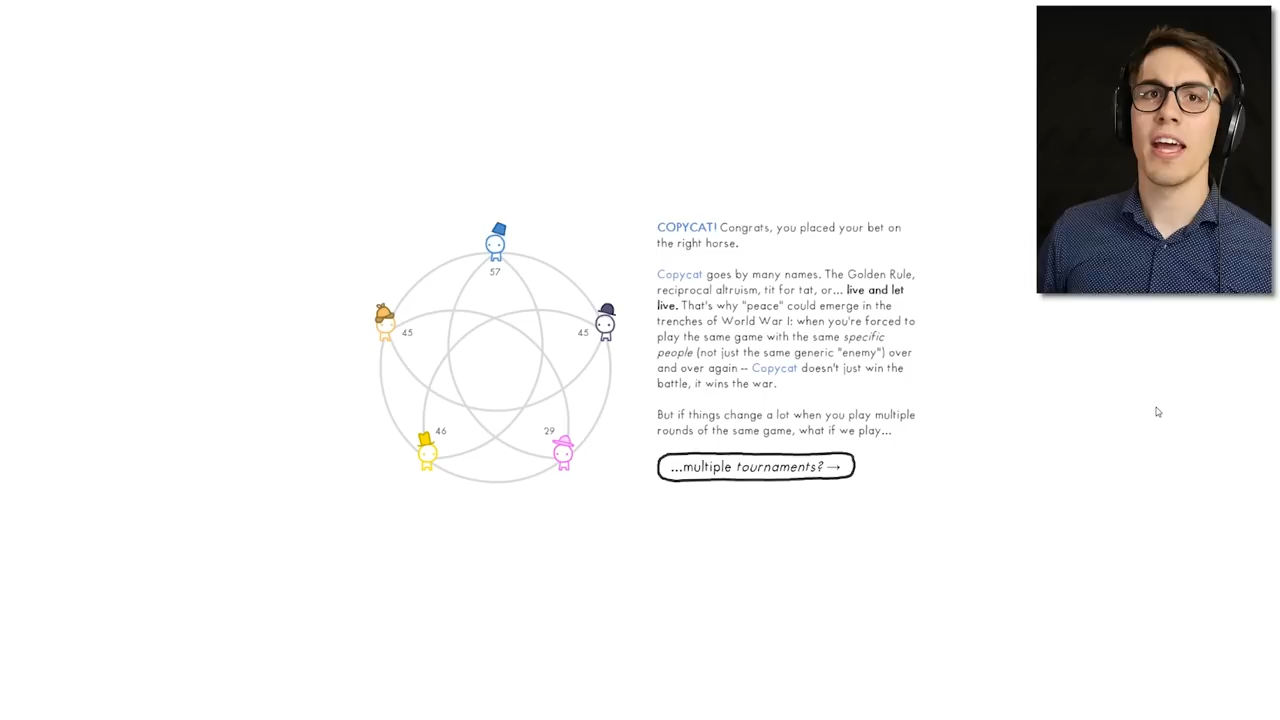 57
45
45
46
29
COPYCAT! Congrats, you placed your bet on
the right horse.
Copycat goes by many names. The Golden Rule,
reciprocal altruism, tit for tat, or... live and let
live. That's why "peace" could emerge in the
trenches of World War I: when you're forced to
play the same game with the same specific
people (not just the same generic "enemy") over
and over again -- Copycat doesn't just win the
battle, it wins the war.
But if things change a lot when you play multiple
rounds of the same game, what if we play...
...multiple tournaments? →